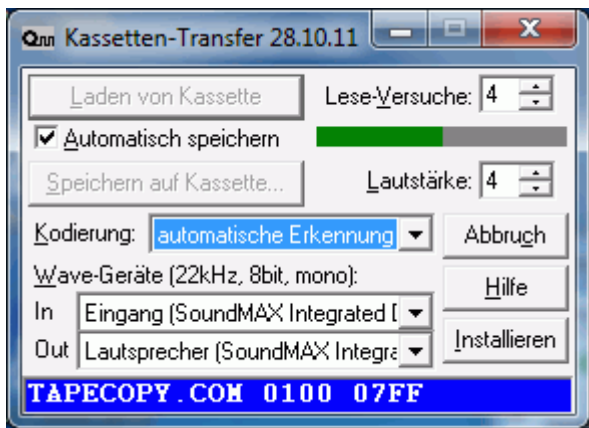 Kassetten-Transfer 28.10.11
Laden von Kassette Lese-Versuche: 4
Automatisch speichern
Speichern auf Kassette... Lautstärke: 4
Kodierung: automatische Erkennung Abbruch
Wave-Geräte (22kHz, 8bit, mono): Hilfe
In Eingang (SoundMAX Integrated D
Out Lautsprecher (SoundMAX Integra Installieren
TAPECOPY.COM 0100 07FF